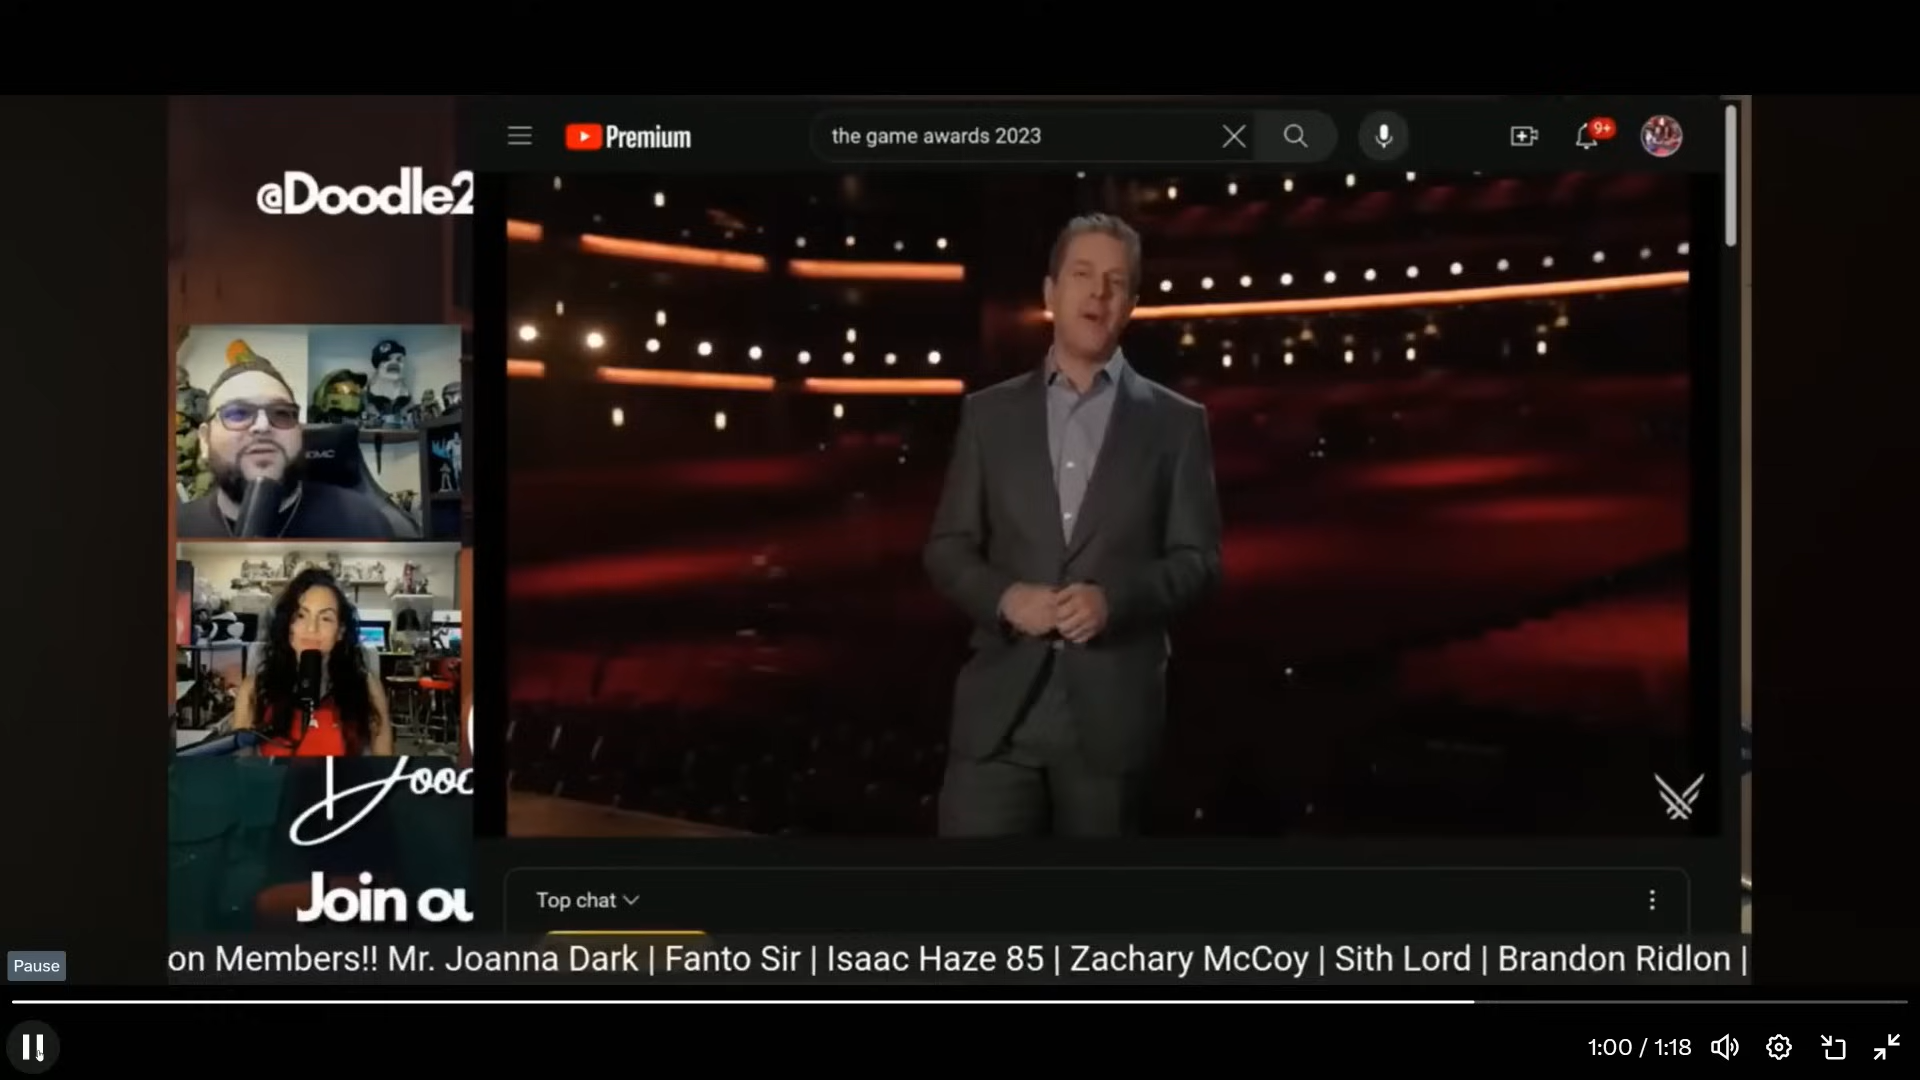 Premium
the game awards 2023
9+
@Doodle2
Dooc
Join ou
Top chat
on Members!! Mr. Joanna Dark | Fanto Sir | Isaac Haze 85 | Zachary McCoy | Sith Lord | Brandon Ridlon |
Pause
1:00 / 1:18